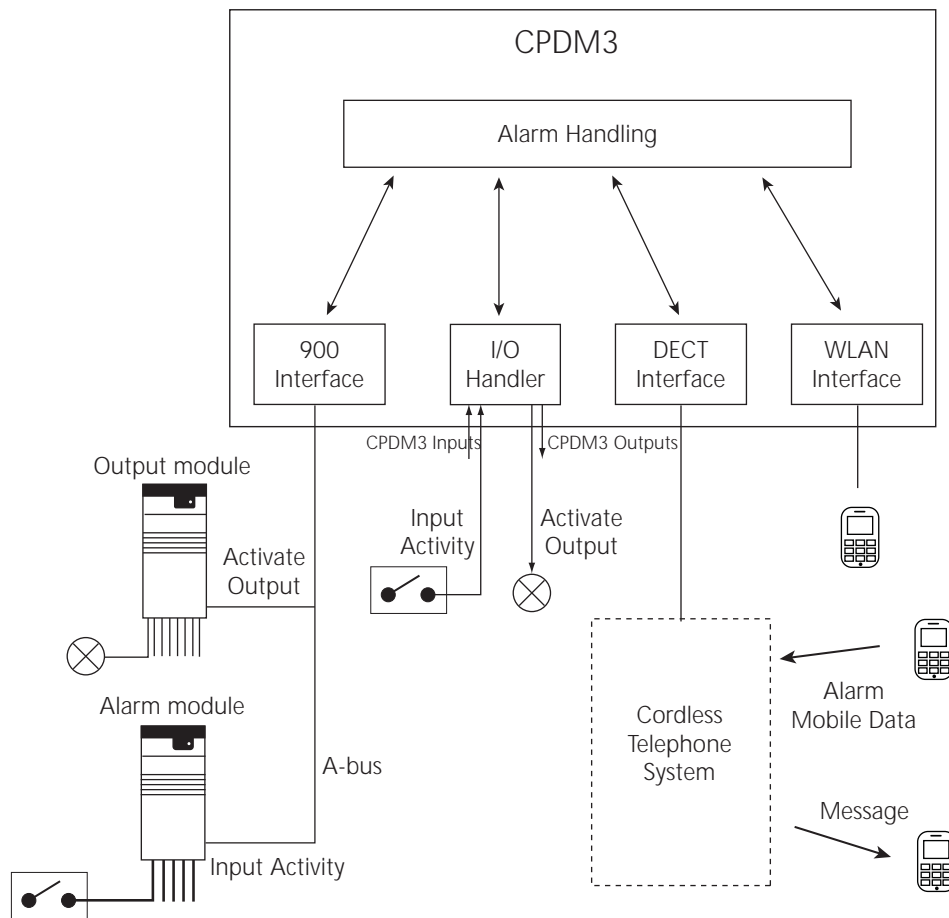 CPDM3
Alarm Handling
900
Interface
I/O
Handler
DECT
Interface
WLAN
Interface
CPDM3 Inputs
CPDM3 Outputs
Output module
Activate
Output
Input
Activity
Activate
Output
Alarm module
A-bus
Input Activity
Cordless
Telephone
System
Alarm
Mobile Data
Message